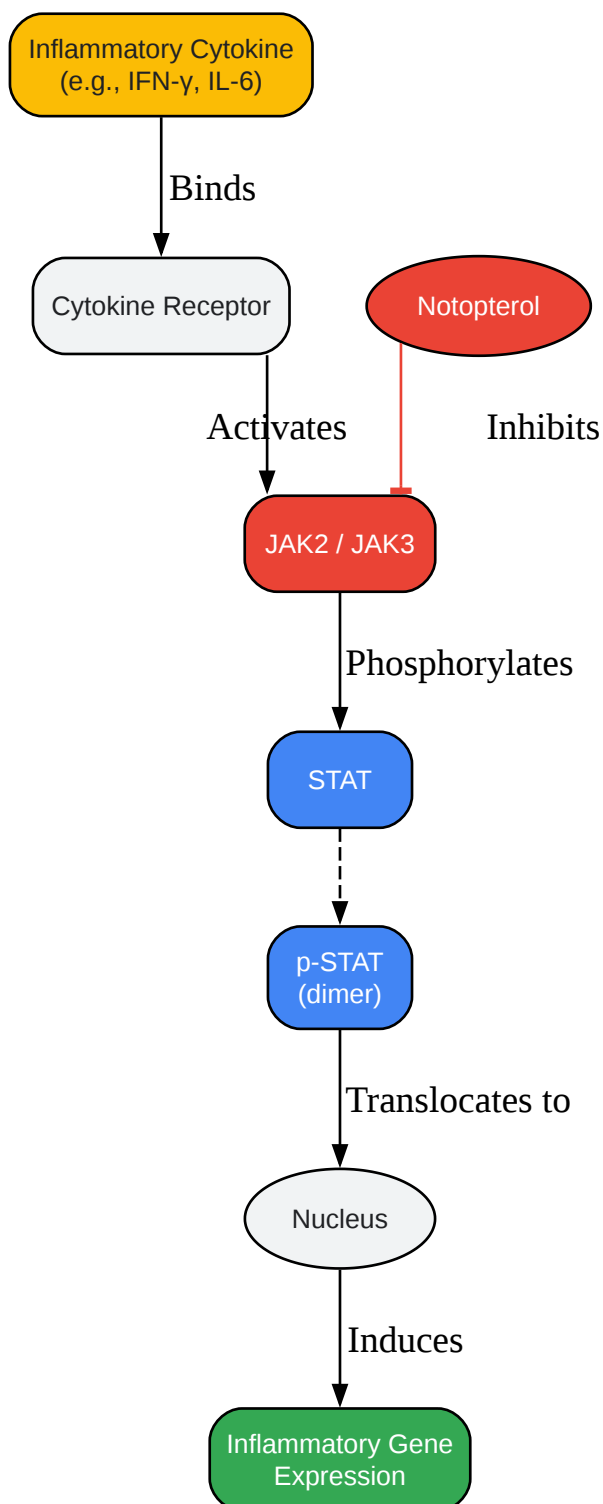 Inflammatory Cytokine
(e.g., IFN-γ, IL-6)
Binds
Cytokine Receptor
Notopterol
Activates
Inhibits
JAK2 / JAK3
Phosphorylates
STAT
p-STAT
(dimer)
Translocates to
Nucleus
Induces
Inflammatory Gene
Expression